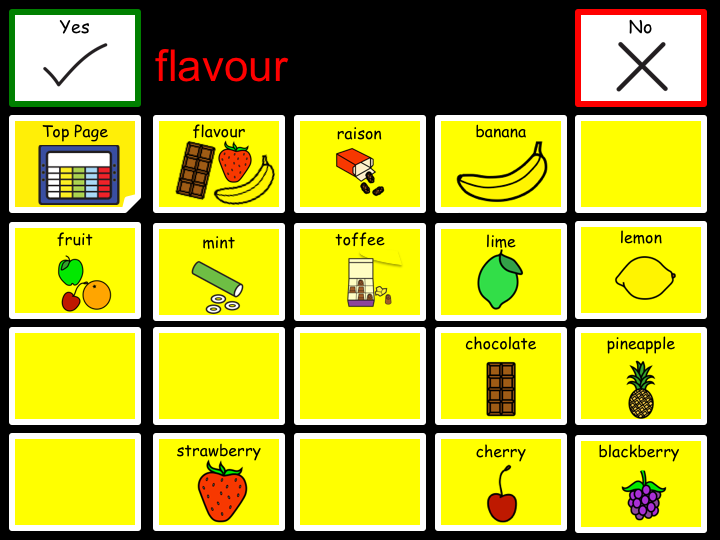 Yes
flavour
No
Top Page
flavour
raison
banana
fruit
mint
toffee
lime
lemon
chocolate
pineapple
strawberry
cherry
blackberry